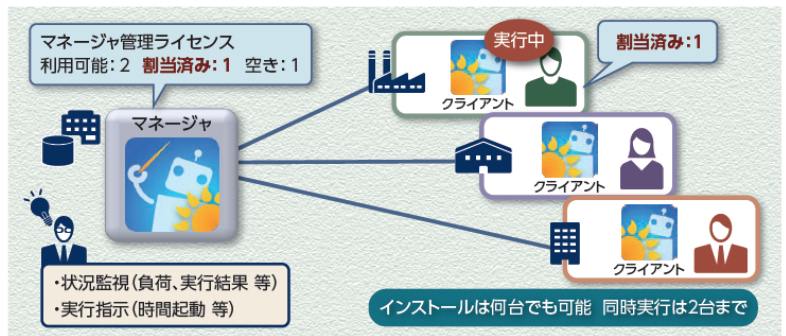 マネージャ管理ライセンス
利用可能：2 割当済み：1 空き：1
実行中
割当済み：1
クライアント
マネージャ
クライアント
クライアント
・状況監視（負荷、実行結果 等）
・実行指示（時間起動 等）
インストールは何台でも可能 同時実行は2台まで